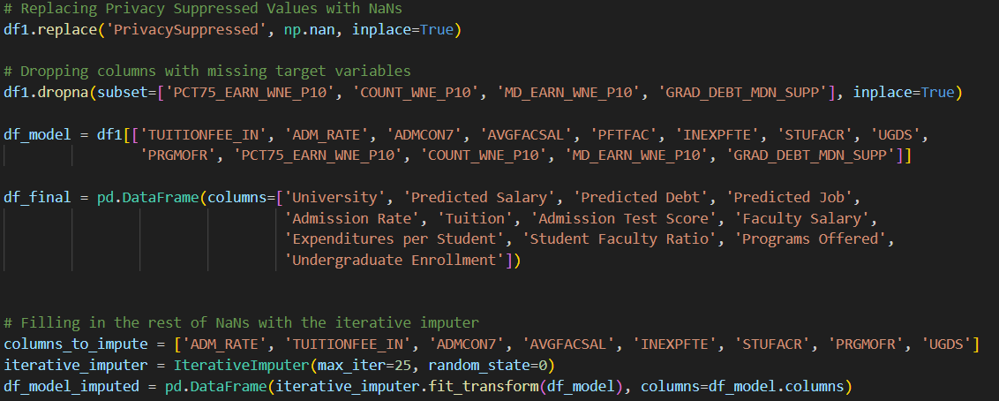 # Replacing Privacy Suppressed Values with NaNs
df1.replace('PrivacySuppressed', np.nan, inplace=True)
# Dropping columns with missing target variables
df1.dropna(subset=['PCT75_EARN_WNE_P10', 'COUNT_WNE_P10', 'MD_EARN_WNE_P10', 'GRAD_DEBT_MDN_SUPP'], inplace=True)
df_model = df1[['TUITIONFEE_IN', 'ADM_RATE', 'ADMCON7', 'AVGFACSAL', 'PFTFAC', 'INEXPFTE', 'STUFACR', 'UGDS',
'PRGMOFR', 'PCT75_EARN_WNE_P10', 'COUNT_WNE_P10', 'MD_EARN_WNE_P10', 'GRAD_DEBT_MDN_SUPP']]
df_final = pd.DataFrame(columns=['University', 'Predicted Salary', 'Predicted Debt', 'Predicted Job',
'Admission Rate', 'Tuition', 'Admission Test Score', 'Faculty Salary',
'Expenditures per Student', 'Student Faculty Ratio', 'Programs Offered',
'Undergraduate Enrollment'])
# Filling in the rest of NaNs with the iterative imputer
columns_to_impute = ['ADM_RATE', 'TUITIONFEE_IN', 'ADMCON7', 'AVGFACSAL', 'INEXPFTE', 'STUFACR', 'PRGMOFR', 'UGDS']
iterative_imputer = IterativeImputer(max_iter=25, random_state=0)
df_model_imputed = pd.DataFrame(iterative_imputer.fit_transform(df_model), columns=df_model.columns)